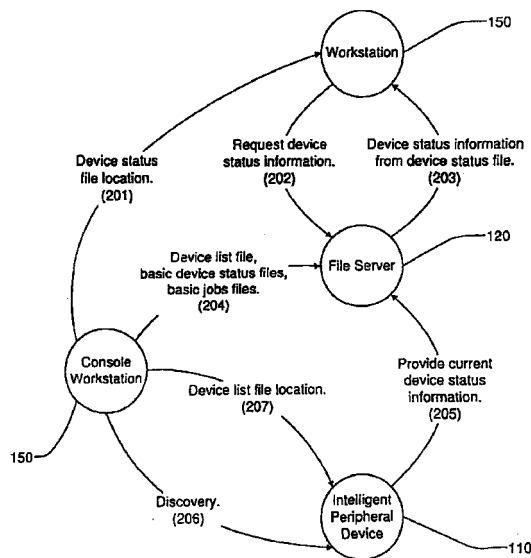 150
Workstation
Request device
status information.
(202)
Device status information
from device status file.
(203)
Device status
file location.
(201)
120
File Server
Device list file,
basic device status files,
basic jobs files.
(204)
Console
Workstation
Provide current
device status
information.
(205)
Device list file location.
(207)
150
Discovery.
(206)
Intelligent
Peripheral
Device
110